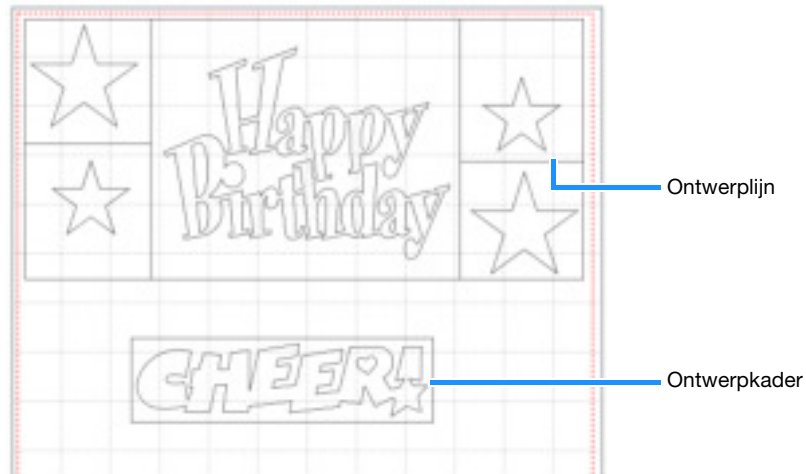 Happy
Birthday
Ontwerplijn
CHEER!
Ontwerpkader